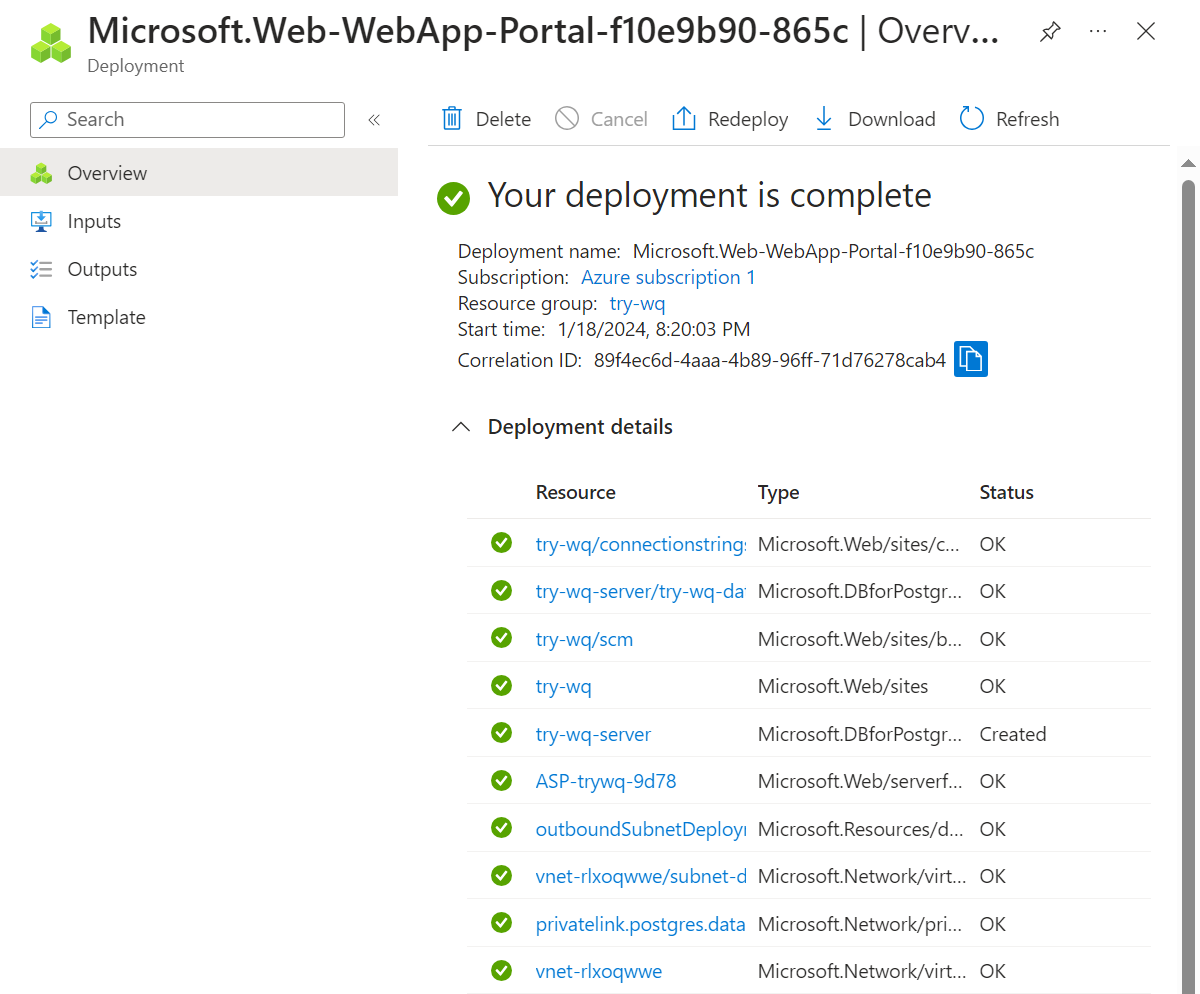 Microsoft.Web-WebApp-Portal-f10e9b90-865c | Overv...
Deployment
Search
Overview
Inputs
Outputs
Template
Delete Cancel Redeploy Download Refresh
Your deployment is complete
Deployment name: Microsoft.Web-WebApp-Portal-f10e9b90-865c
Subscription: Azure subscription 1
Resource group: try-wq
Start time: 1/18/2024, 8:20:03 PM
Correlation ID: 89f4ec6d-4aaa-4b89-96ff-71d76278cab4
Deployment details
Resource Type Status
try-wq/connectionstrings Microsoft.Web/sites/c... OK
try-wq-server/try-wq-dat Microsoft.DBforPostgr... OK
try-wq/scm Microsoft.Web/sites/b... OK
try-wq Microsoft.Web/sites OK
try-wq-server Microsoft.DBforPostgr... Created
ASP-trywq-9d78 Microsoft.Web/serverf... OK
outboundSubnetDeploym Microsoft.Resources/d... OK
vnet-rlxoqwwe/subnet-d Microsoft.Network/virt... OK
privatelink.postgres.data Microsoft.Network/pri... OK
vnet-rlxoqwwe Microsoft.Network/virt... OK